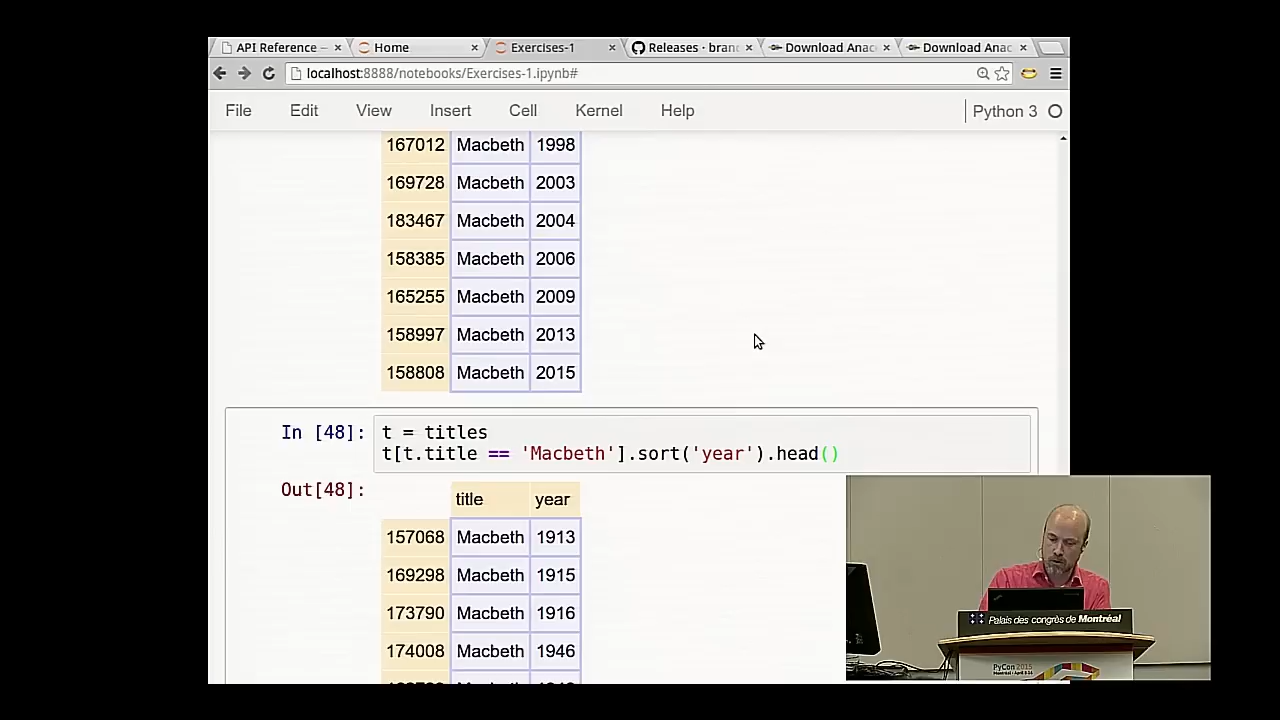 API Reference –
Home
Exercises-1
Releases · bran
Download Anac
Download Anac
localhost:8888/notebooks/Exercises-1.ipynb#
File Edit View Insert Cell Kernel Help Python 3
167012 Macbeth 1998
169728 Macbeth 2003
183467 Macbeth 2004
158385 Macbeth 2006
165255 Macbeth 2009
158997 Macbeth 2013
158808 Macbeth 2015
In [48]: t = titles
t[t.title == 'Macbeth'].sort('year').head()
Out[48]: title year
157068 Macbeth 1913
169298 Macbeth 1915
173790 Macbeth 1916
174008 Macbeth 1946
Palais des congrès de Montréal
PyCon 2015